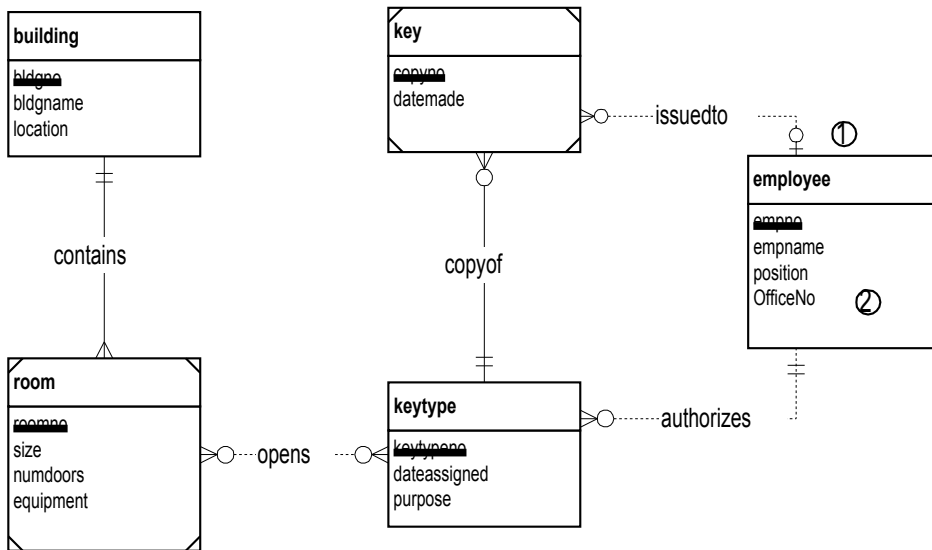 building
bldgno
bldgname
location
key
copyno
datemade
issuedto
①
employee
empno
empname
position
OfficeNo
②
contains
copyof
room
roomno
size
numdoors
equipment
opens
keytype
keytypeno
dateassigned
purpose
authorizes